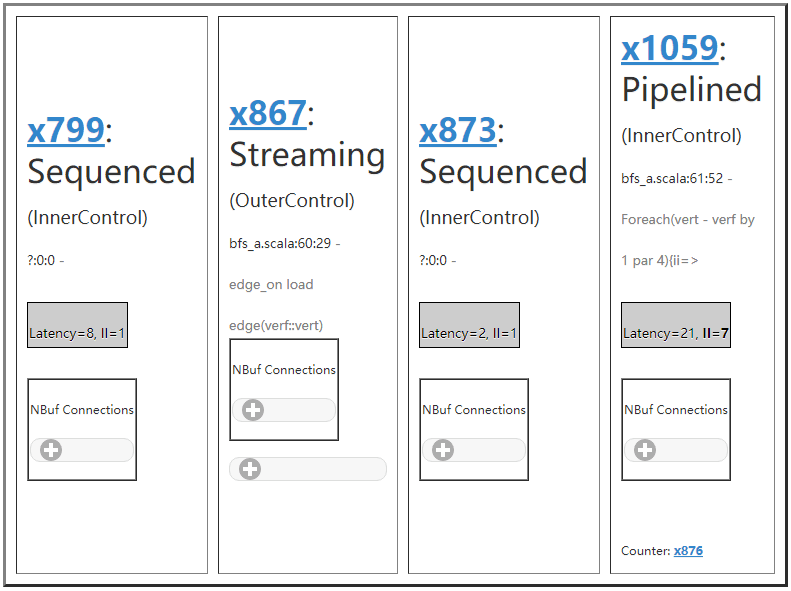 x799:
Sequenced
(InnerControl)
?:0:0 -
Latency=8, II=1
NBuf Connections
x867:
Streaming
(OuterControl)
bfs_a.scala:60:29 -
edge_on load
edge(verf::vert)
NBuf Connections
x873:
Sequenced
(InnerControl)
?:0:0 -
Latency=2, II=1
NBuf Connections
x1059:
Pipelined
(InnerControl)
bfs_a.scala:61:52 -
Foreach(vert - verf by
1 par 4){ii=>
Latency=21, II=7
NBuf Connections
Counter: x876